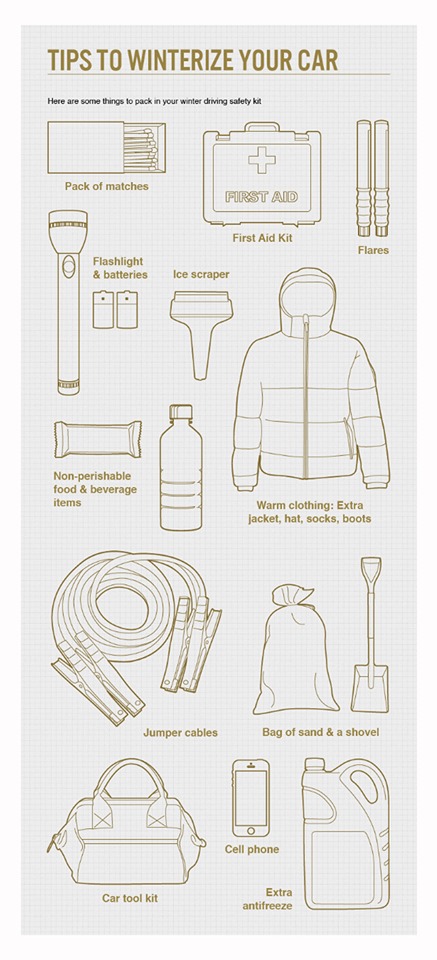 TIPS TO WINTERIZE YOUR CAR
Here are some things to pack in your winter driving safety kit
Pack of matches
FIRST AID
First Aid Kit
Flares
Flashlight
& batteries
Ice scraper
Non-perishable
food & beverage
items
Warm clothing: Extra
jacket, hat, socks, boots
Jumper cables
Bag of sand & a shovel
Car tool kit
Cell phone
Extra
antifreeze